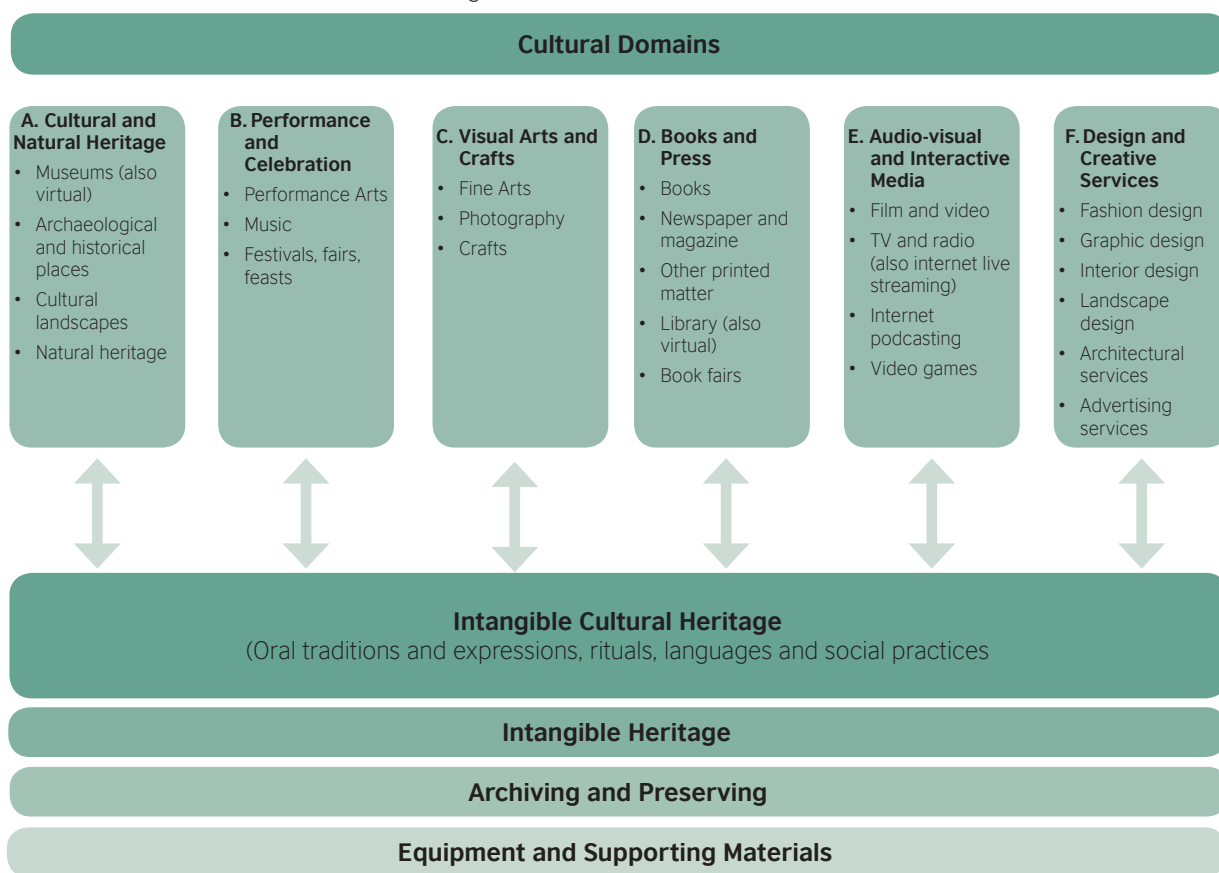 Cultural Domains
A. Cultural and
Natural Heritage
• Museums (also
virtual)
• Archaeological
and historical
places
• Cultural
landscapes
• Natural heritage
B. Performance
and
Celebration
• Performance Arts
• Music
• Festivals, fairs,
feasts
C. Visual Arts and
Crafts
• Fine Arts
• Photography
• Crafts
D. Books and
Press
• Books
• Newspaper and
magazine
• Other printed
matter
• Library (also
virtual)
• Book fairs
E. Audio-visual
and Interactive
Media
• Film and video
• TV and radio
(also internet live
streaming)
• Internet
podcasting
• Video games
F. Design and
Creative
Services
• Fashion design
• Graphic design
• Interior design
• Landscape
design
• Architectural
services
• Advertising
services
Intangible Cultural Heritage
(Oral traditions and expressions, rituals, languages and social practices
Intangible Heritage
Archiving and Preserving
Equipment and Supporting Materials